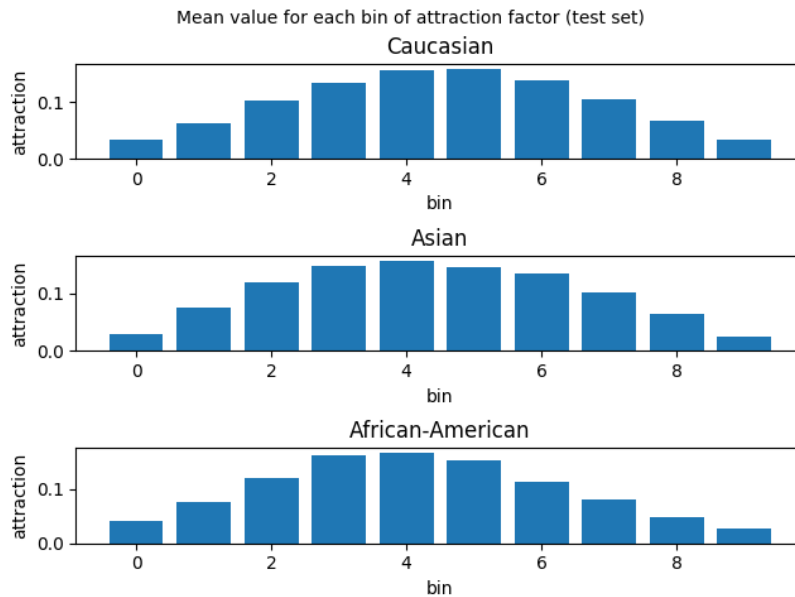 Mean value for each bin of attraction factor (test set)
Caucasian
attraction
0.1
0.0
0 2 4 6 8
bin
Asian
attraction
0.1
0.0
0 2 4 6 8
bin
African-American
attraction
0.1
0.0
0 2 4 6 8
bin